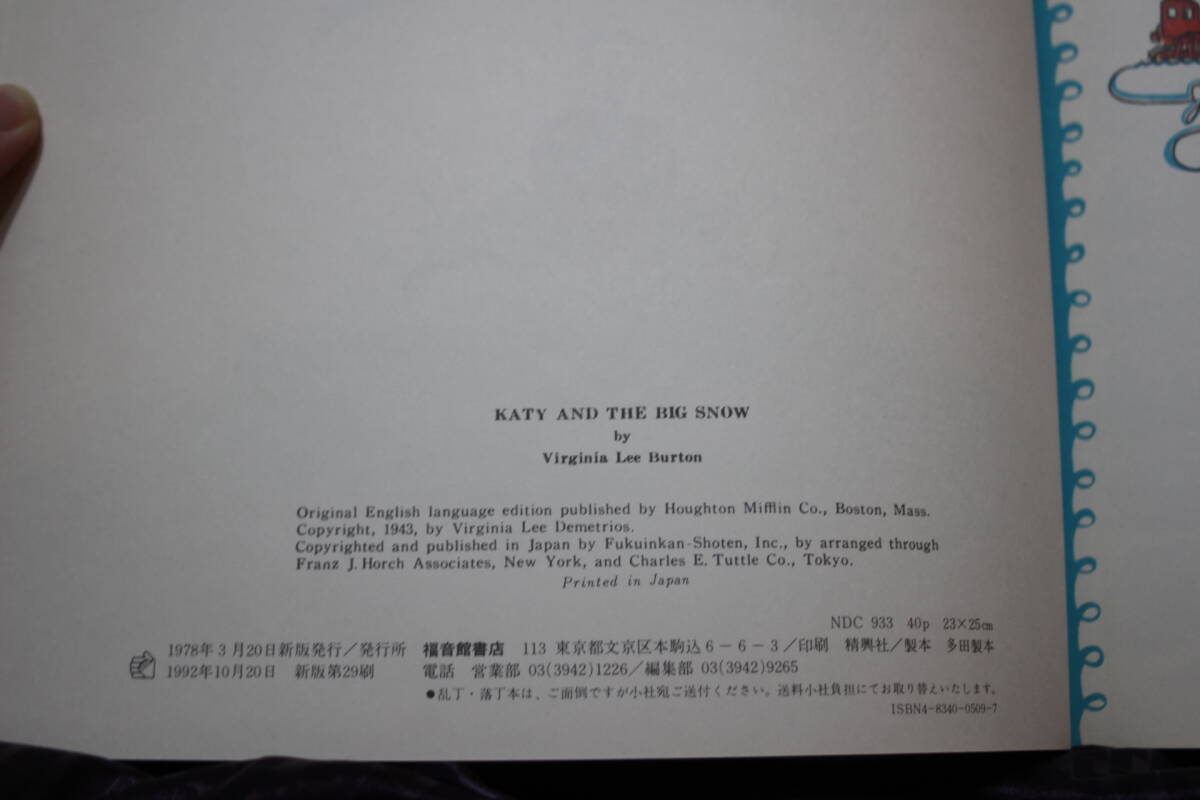 KATY AND THE BIG SNOW
by
Virginia Lee Burton
Original English language edition published by Houghton Mifflin Co., Boston, Mass.
Copyright, 1943, by Virginia Lee Demetrios.
Copyrighted and published in Japan by Fukuinkan-Shoten, Inc., by arranged through
Franz J. Horch Associates, New York, and Charles E. Tuttle Co., Tokyo.
Printed in Japan
NDC 933 40p 23×25㎝
1978年3月20日新版発行/発行所 福音館書店 113 東京都文京区本駒込6-6-3/印刷 精興社/製本 多田製本
1992年10月20日 新版第29刷 電話 営業部 03(3942)1226/編集部 03(3942)9265
●乱丁・落丁本は、ご面倒ですが小社宛ご送付ください。送料小社負担にてお取り替えいたします。
ISBN4-8340-0509-7